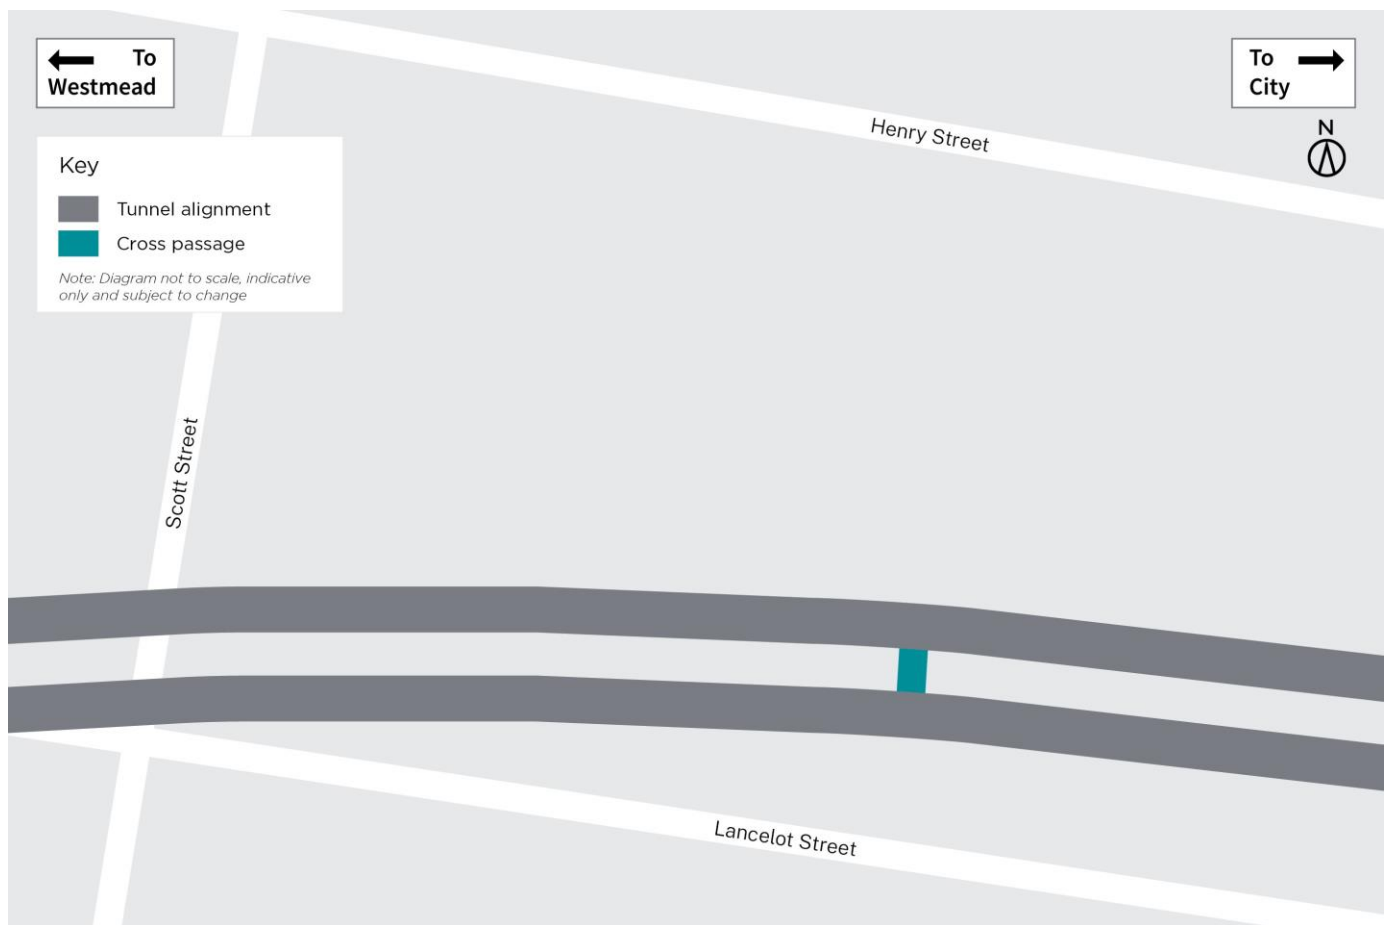 To
Westmead
To
City
N
Henry Street
Key
Tunnel alignment
Cross passage
Note: Diagram not to scale, indicative
only and subject to change
Scott Street
Lancelot Street